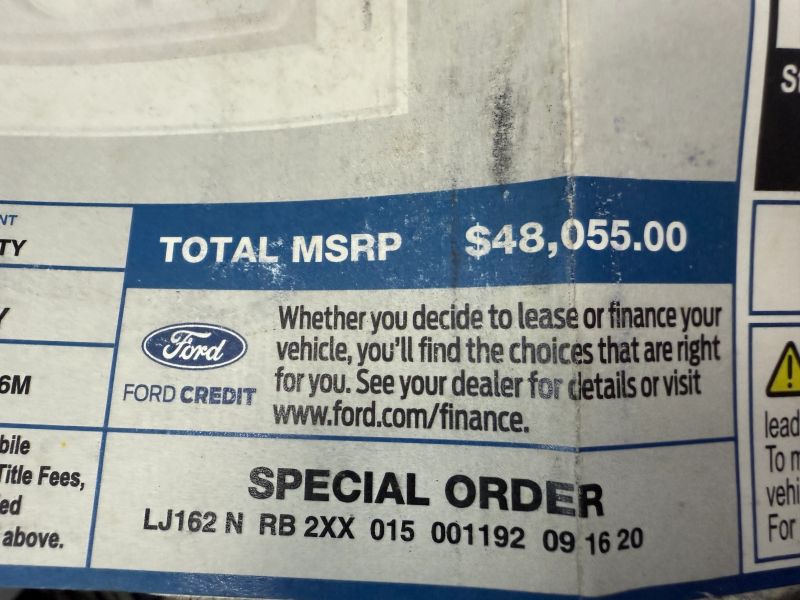 NT
TY
Y
6M
bile
Title Fees,
ed
above.
TOTAL MSRP $48,055.00
Ford
FORD CREDIT
Whether you decide to lease or finance your
vehicle, you'll find the choices that are right
for you. See your dealer for details or visit
www.ford.com/finance.
SPECIAL ORDER
LJ162 N RB 2XX 015 001192 09 16 20
St
lead
To m
vehi
For